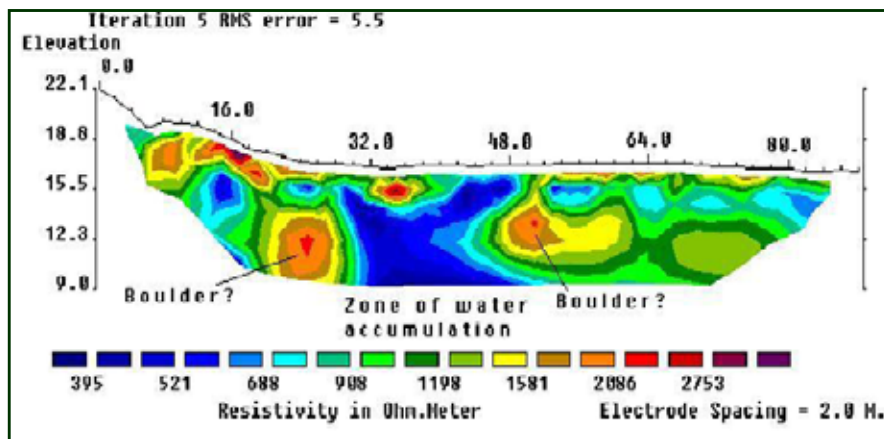 Iteration 5 RMS error = 5.5
Elevation
0.0
22.1
16.0
18.8
32.0 48.0 64.0 80.0
15.5
12.3
9.0
Boulder? Zone of water Boulder?
accumulation
395 521 688 908 1198 1581 2086 2753
Resistivity in Ohm.Meter Electrode Spacing = 2.0 M.